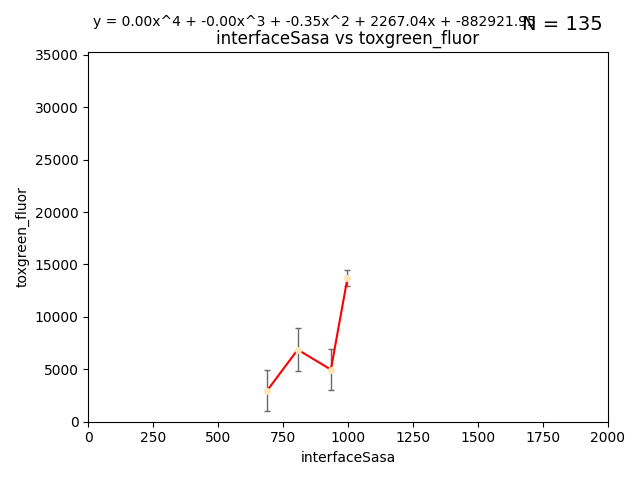 y = 0.00x^4 + -0.00x^3 + -0.35x^2 + 2267.04x + -882921.95
N = 135
interfaceSasa vs toxgreen_fluor
35000
30000
25000
20000
15000
10000
5000
0
toxgreen_fluor
0 250 500 750 1000 1250 1500 1750 2000
interfaceSasa